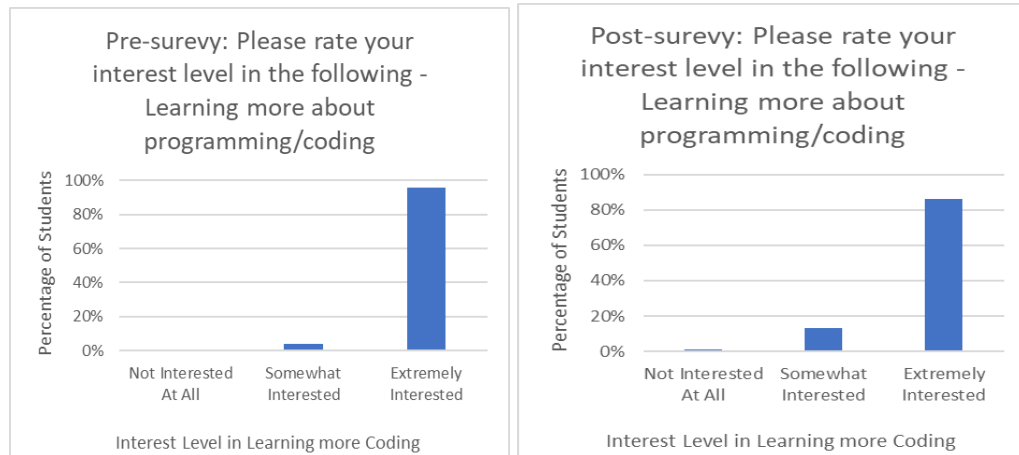 Pre-surevy: Please rate your
interest level in the following -
Learning more about
programming/coding
Percentage of Students
100%
80%
60%
40%
20%
0%
Not Interested
At All
Somewhat
Interested
Extremely
Interested
Interest Level in Learning more Coding
Post-surevy: Please rate your
interest level in the following -
Learning more about
programming/coding
Percentage of Students
100%
80%
60%
40%
20%
0%
Not Interested
At All
Somewhat
Interested
Extremely
Interested
Interest Level in Learning more Coding